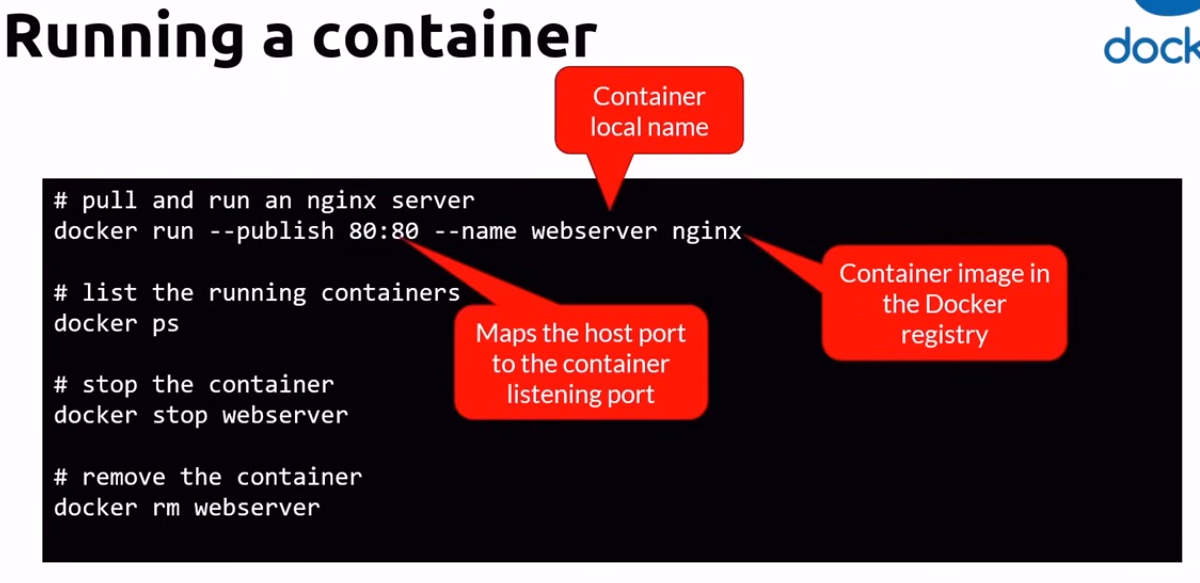 Running a container
dock
Container
local name
# pull and run an nginx server
docker run --publish 80:80 --name webserver nginx
Container image in
the Docker
registry
# list the running containers
docker ps
Maps the host port
to the container
listening port
# stop the container
docker stop webserver
# remove the container
docker rm webserver